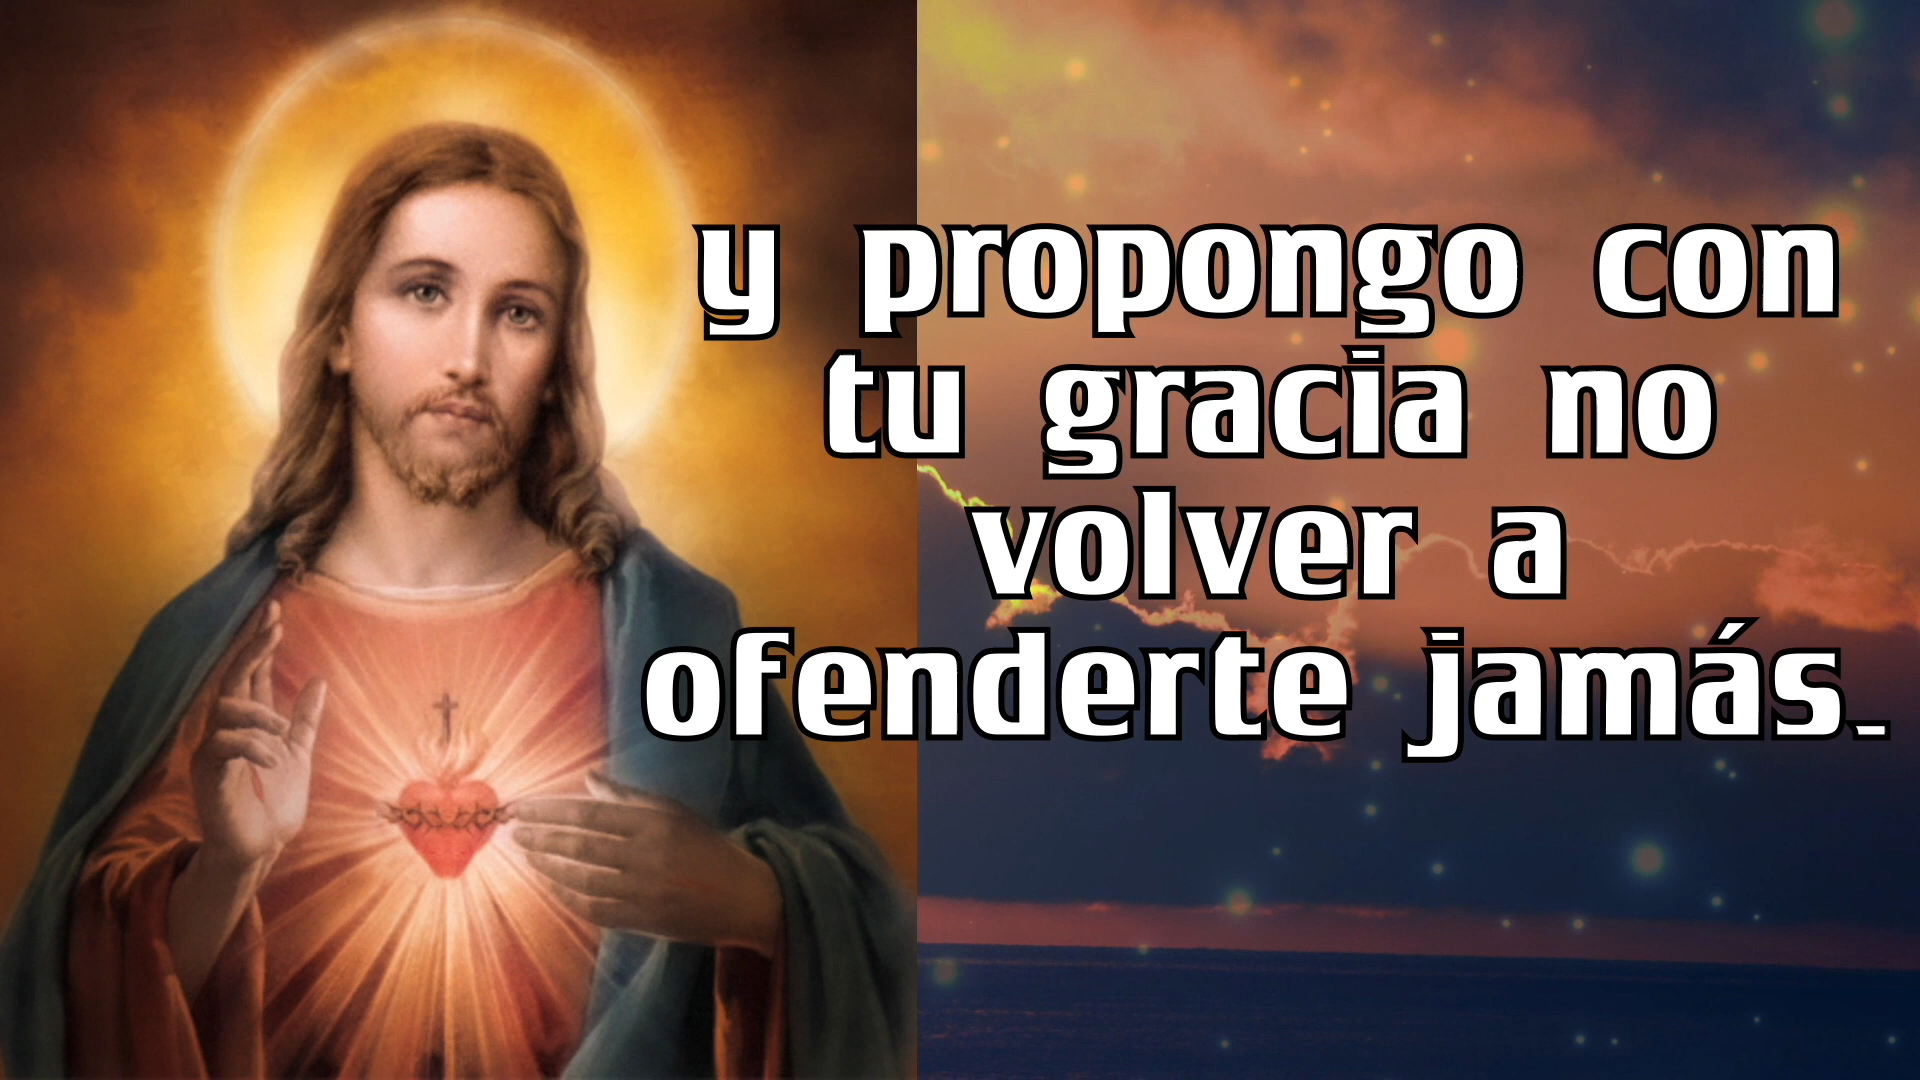 y propongo con
tu gracia no
volver a
ofenderte jamás.